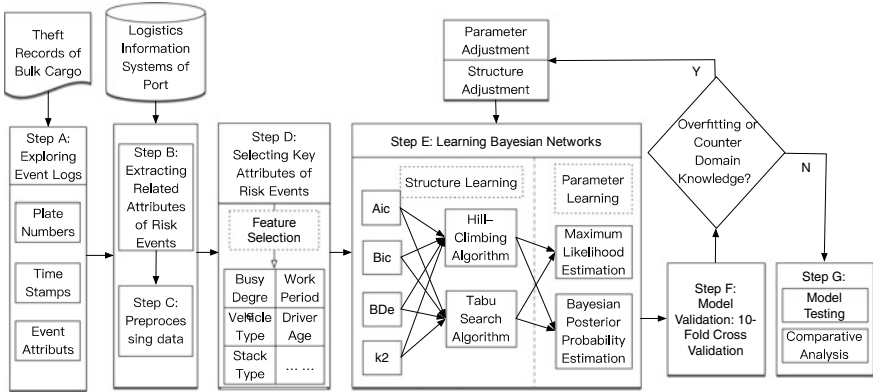 Theft
Records of
Bulk Cargo
Logistics
Information
Systems of
Port
Step A:
Exploring
Event Logs
Plate
Numbers
Time
Stamps
Event
Attributs
Step B:
Extracting
Related
Attributes
of Risk
Events
Step C:
Preproces
sing data
Step D:
Selecting Key
Attributes of
Risk Events
Feature
Selection
Busy
Degre
e
Work
Period
Vehicle
Type
Driver
Age
Stack
Type
... ...
Parameter
Adjustment
Structure
Adjustment
Step E: Learning Bayesian Networks
Structure Learning
Aic
Bic
BDe
k2
Hill–
Climbing
Algorithm
Tabu
Search
Algorithm
Parameter
Learning
Maximum
Likelihood
Estimation
Bayesian
Posterior
Probability
Estimation
Y
Overfitting or
Counter
Domain
Knowledge?
N
Step F:
Model
Validation: 10-
Fold Cross
Validation
Step G:
Model
Testing
Comparative
Analysis